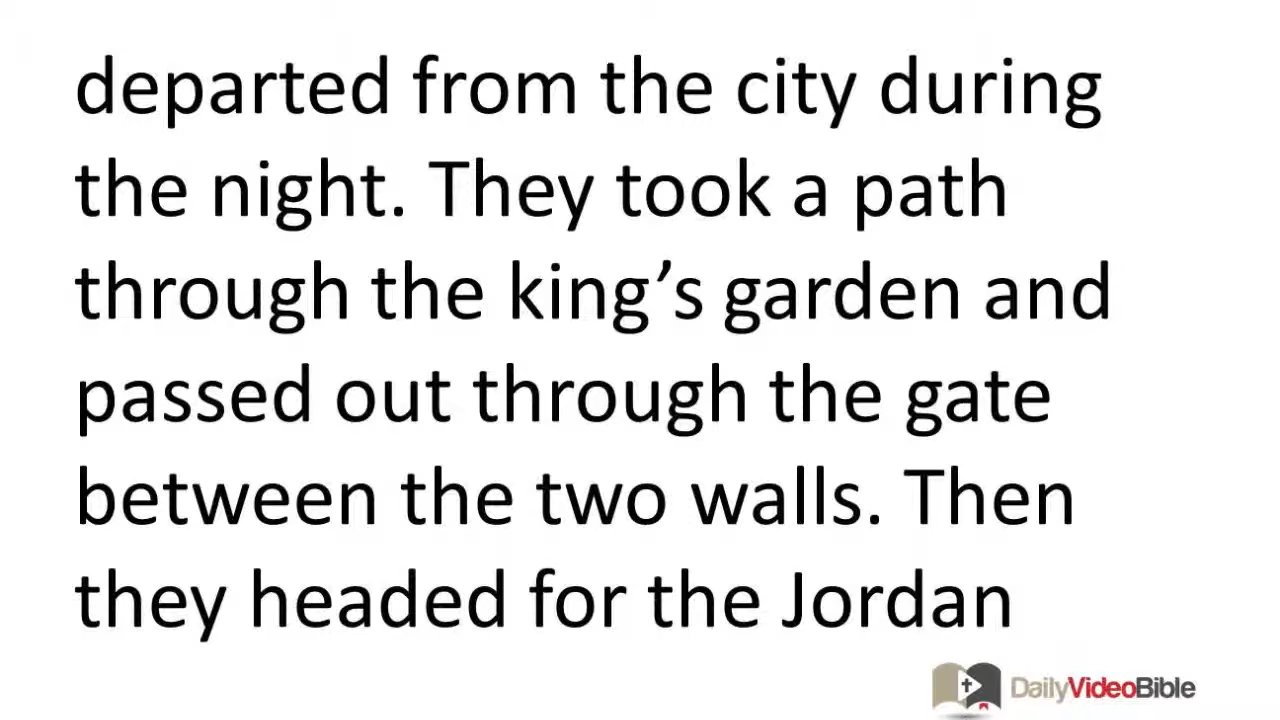 departed from the city during
the night. They took a path
through the king’s garden and
passed out through the gate
between the two walls. Then
they headed for the Jordan
DailyVideoBible